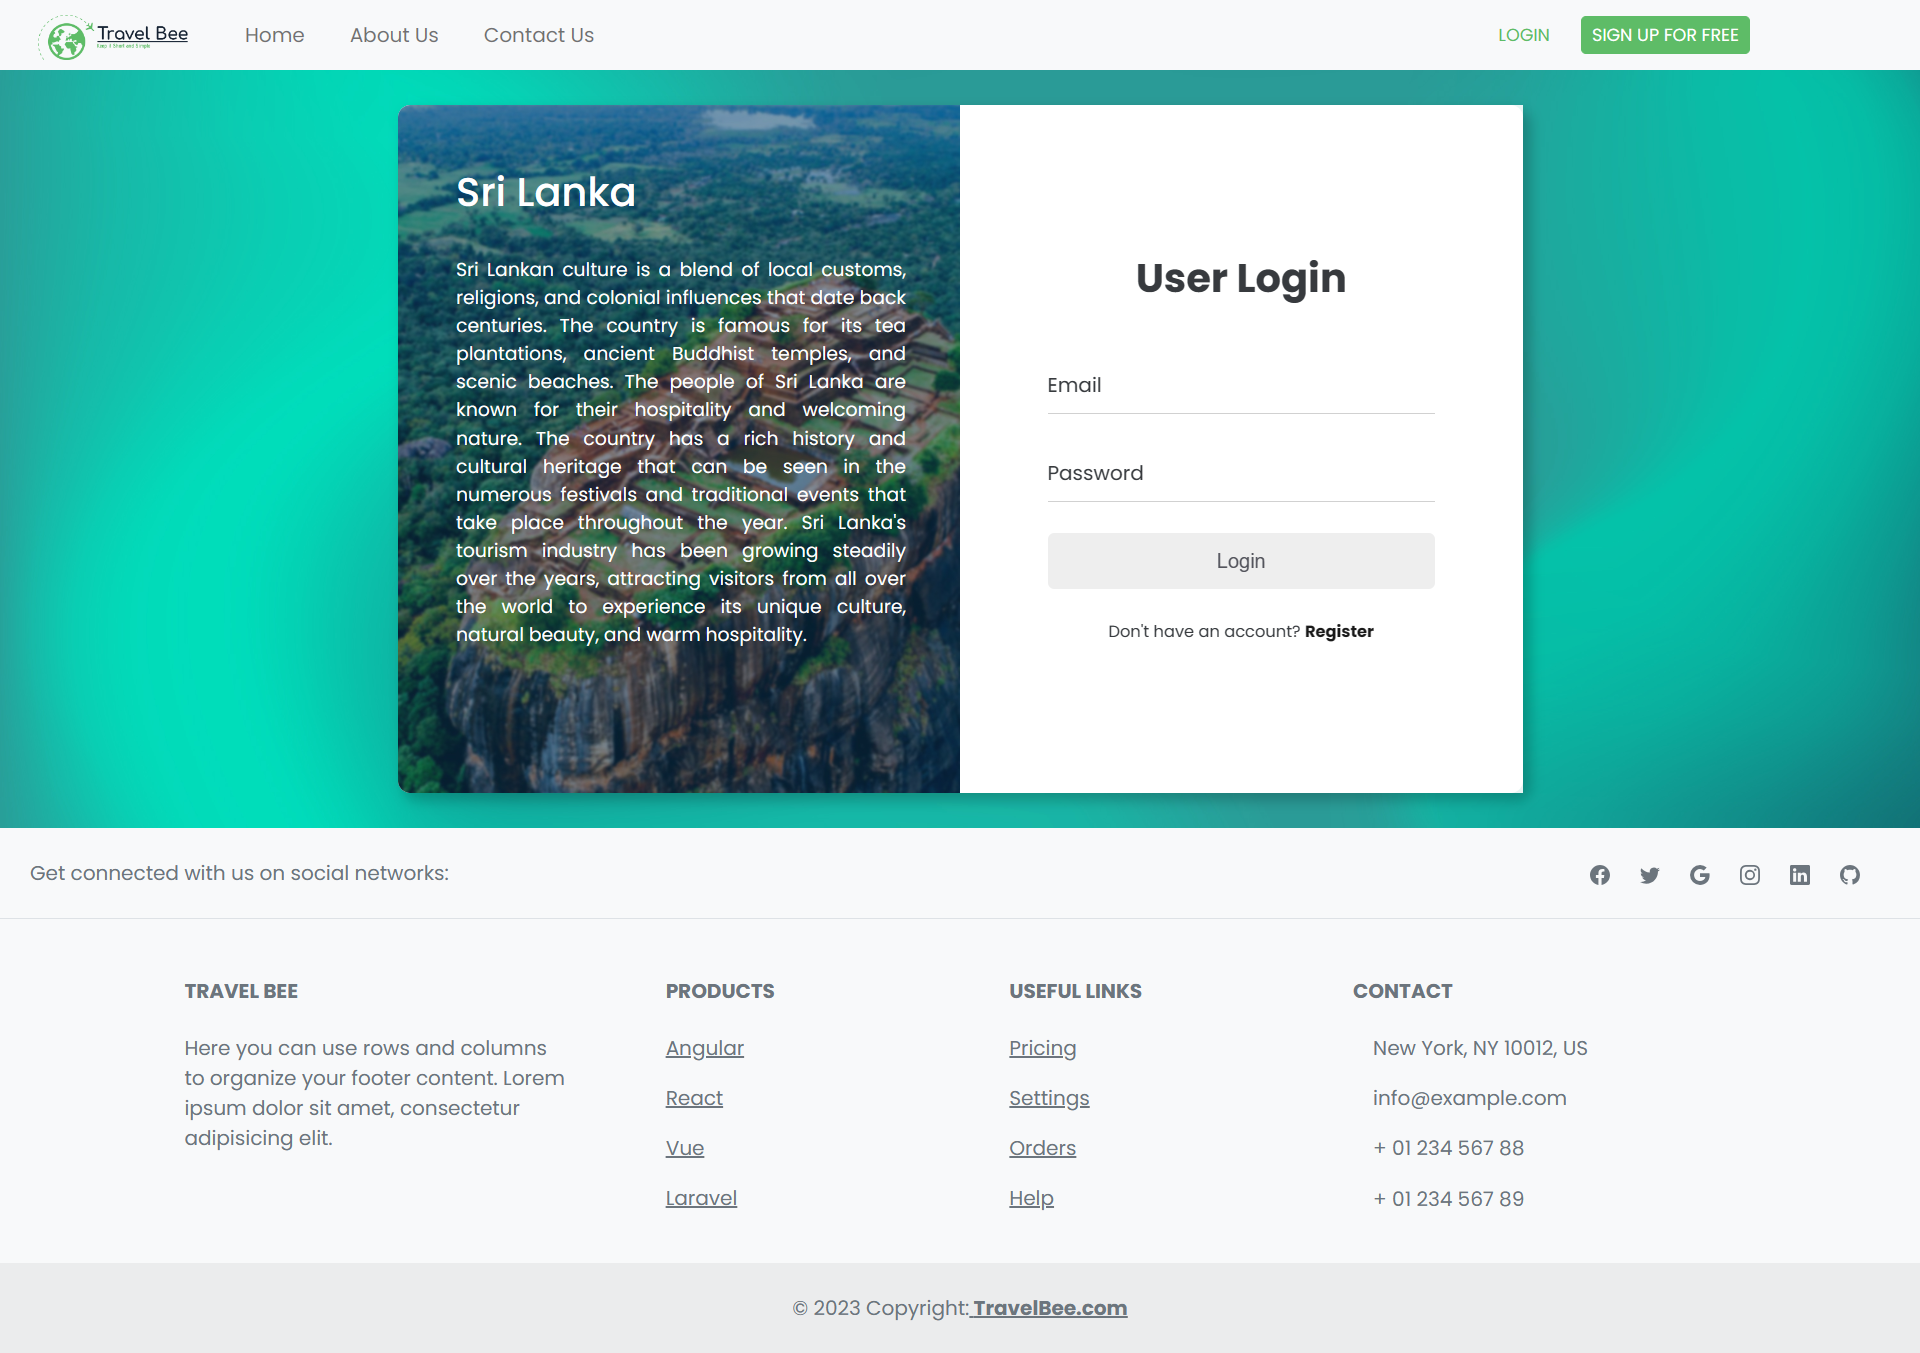 Travel Bee
Keep it Short and Simple
Home
About Us
Contact Us
LOGIN
SIGN UP FOR FREE
Sri Lanka
Sri Lankan culture is a blend of local customs,
religions, and colonial influences that date back
centuries. The country is famous for its tea
plantations, ancient Buddhist temples, and
scenic beaches. The people of Sri Lanka are
known for their hospitality and welcoming
nature. The country has a rich history and
cultural heritage that can be seen in the
numerous festivals and traditional events that
take place throughout the year. Sri Lanka's
tourism industry has been growing steadily
over the years, attracting visitors from all over
the world to experience its unique culture,
natural beauty, and warm hospitality.
User Login
Email
Password
Login
Don't have an account? Register
Get connected with us on social networks:
TRAVEL BEE
Here you can use rows and columns
to organize your footer content. Lorem
ipsum dolor sit amet, consectetur
adipisicing elit.
PRODUCTS
Angular
React
Vue
Laravel
USEFUL LINKS
Pricing
Settings
Orders
Help
CONTACT
New York, NY 10012, US
info@example.com
+ 01 234 567 88
+ 01 234 567 89
© 2023 Copyright: TravelBee.com